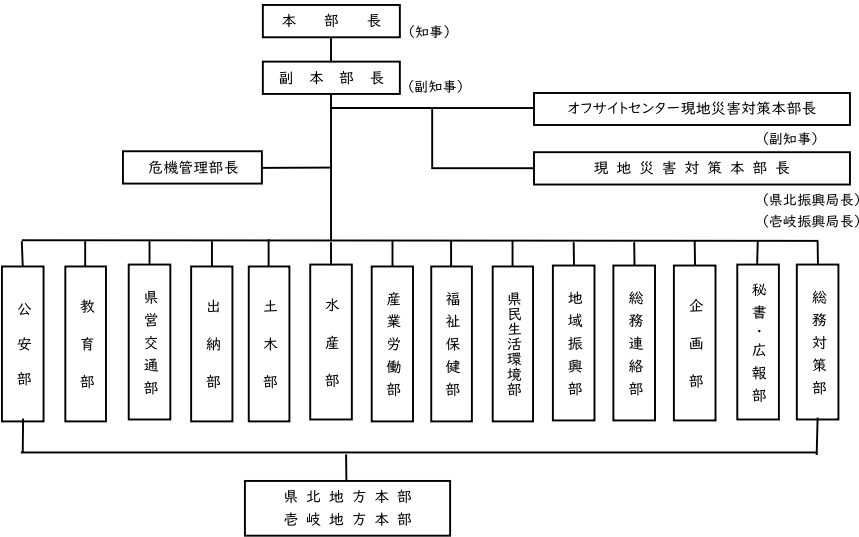 本部長
（知事）
副本部長
（副知事）
オフサイトセンター現地災害対策本部長
（副知事）
危機管理部長
現地災害対策本部長
（県北振興局長）
（壱岐振興局長）
公安部
教育部
県営交通部
出納部
土木部
水産部
産業労働部
福祉保健部
県民生活環境部
地域振興部
総務連絡部
企画部
秘書・広報部
総務対策部
県北地方本部
壱岐地方本部